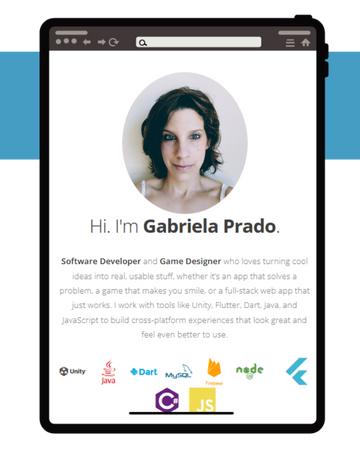 Hi. I'm Gabriela Prado.
Software Developer and Game Designer who loves turning cool
ideas into real, usable stuff, whether it's an app that solves a
problem, a game that makes you smile, or a full-stack web app that
just works. I work with tools like Unity, Flutter, Dart, Java, and
JavaScript to build cross-platform experiences that look great and
feel even better to use.
Unity Java Dart MySQL Firebase node
C# JS